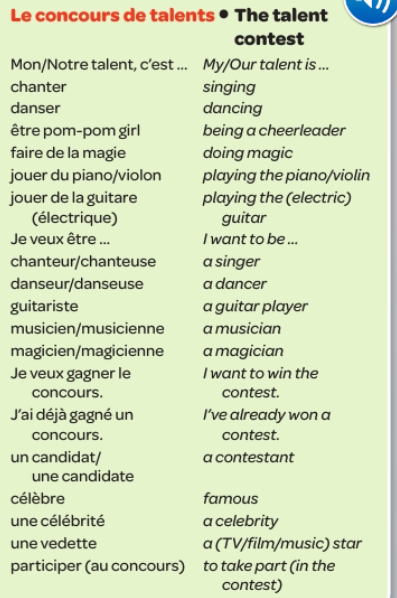 Le concours de talents • The talent
contest
Mon/Notre talent, c'est ... My/Our talent is ...
chanter singing
danser dancing
être pom-pom girl being a cheerleader
faire de la magie doing magic
jouer du piano/violon playing the piano/violin
jouer de la guitare playing the (electric)
(électrique) guitar
Je veux être ... I want to be ...
chanteur/chanteuse a singer
danseur/danseuse a dancer
guitariste a guitar player
musicien/musicienne a musician
magicien/magicienne a magician
Je veux gagner le I want to win the
concours. contest.
J'ai déjà gagné un I've already won a
concours. contest.
un candidat/ a contestant
une candidate
célèbre famous
une célébrité a celebrity
une vedette a (TV/film/music) star
participer (au concours) to take part (in the
contest)